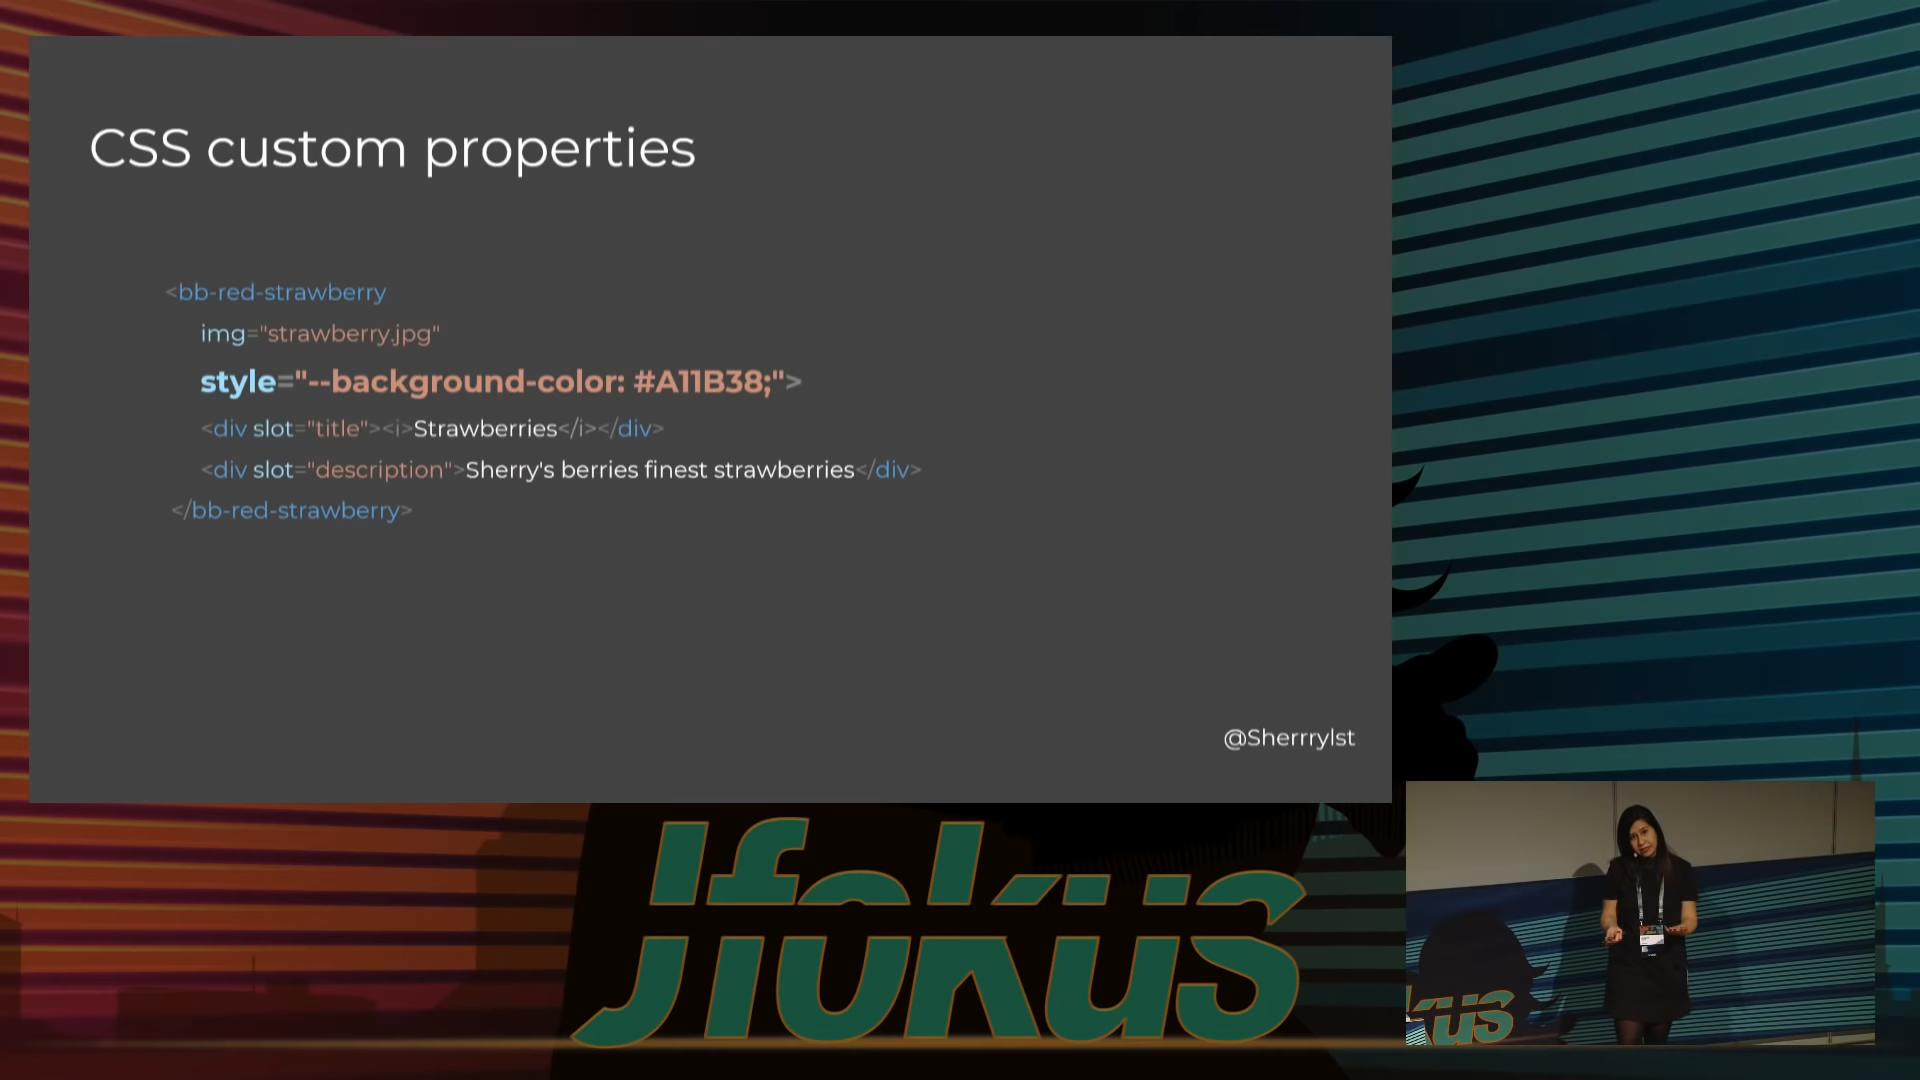 CSS custom properties
<bb-red-strawberry
img="strawberry.jpg"
style="--background-color: #A11B38;">
<div slot="title"><i>Strawberries</i></div>
<div slot="description">Sherry's berries finest strawberries</div>
</bb-red-strawberry>
@Sherrrylst
Jfokus
kus